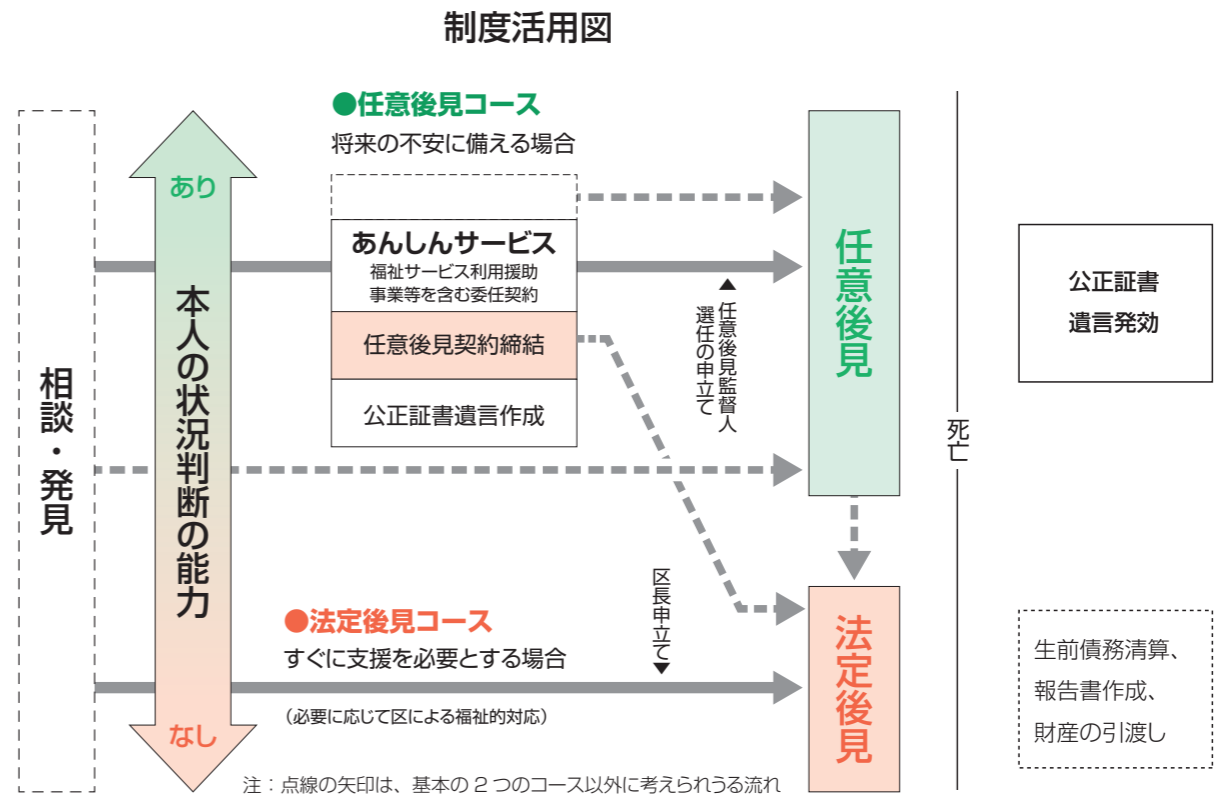 制度活用図
相談・発見
あり
本人の状況判断の能力
なし
●任意後見コース
将来の不安に備える場合
あんしんサービス
福祉サービス利用援助
事業等を含む委任契約
任意後見契約締結
公正証書遺言作成
▲任意後見監督人
選任の申立て
任意後見
●法定後見コース
すぐに支援を必要とする場合
(必要に応じて区による福祉的対応)
区長申立て▼
法定後見
死亡
公正証書
遺言発効
生前債務清算、
報告書作成、
財産の引渡し
注：点線の矢印は、基本の2つのコース以外に考えられうる流れ